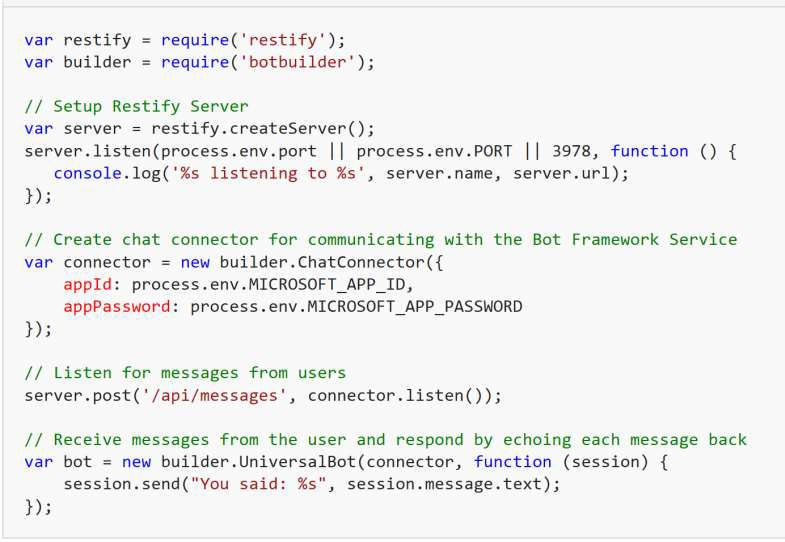 var restify = require('restify');
var builder = require('botbuilder');
// Setup Restify Server
var server = restify.createServer();
server.listen(process.env.port || process.env.PORT || 3978, function () {
   console.log('%s listening to %s', server.name, server.url);
});
// Create chat connector for communicating with the Bot Framework Service
var connector = new builder.ChatConnector({
    appId: process.env.MICROSOFT_APP_ID,
    appPassword: process.env.MICROSOFT_APP_PASSWORD
});
// Listen for messages from users
server.post('/api/messages', connector.listen());
// Receive messages from the user and respond by echoing each message back
var bot = new builder.UniversalBot(connector, function (session) {
    session.send("You said: %s", session.message.text);
});